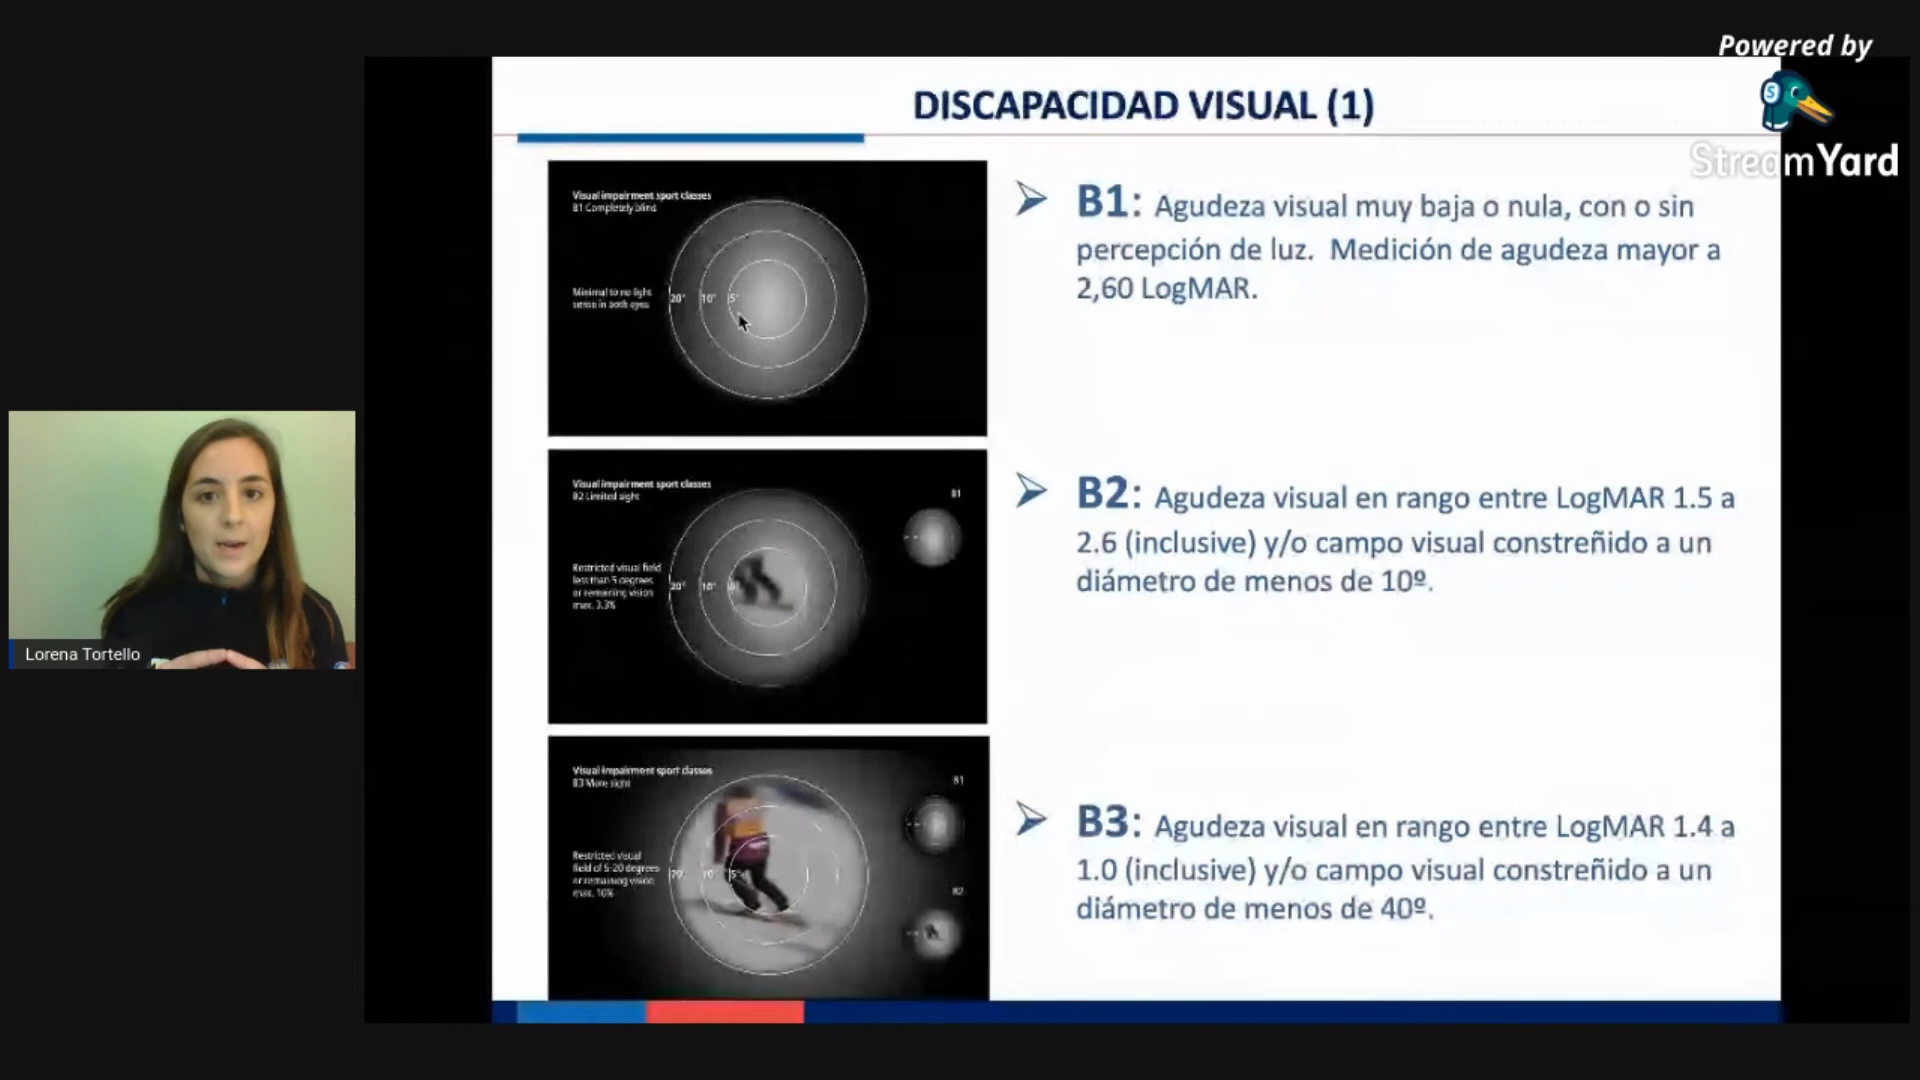 Powered by
StreamYard
DISCAPACIDAD VISUAL (1)
Visual impairment sport classes
B1 Completely blind
Minimal to no light
sense in both eyes
20° 10° 5°
B1: Agudeza visual muy baja o nula, con o sin
percepción de luz. Medición de agudeza mayor a
2,60 LogMAR.
Visual impairment sport classes
B2 Limited sight
B1
Restricted visual field
less than 5 degrees
or remaining vision
max. 3.3%
20° 10°
B2: Agudeza visual en rango entre LogMAR 1.5 a
2.6 (inclusive) y/o campo visual constreñido a un
diámetro de menos de 10º.
Visual impairment sport classes
B3 More sight
B1
Restricted visual
field of 5-20 degrees
or remaining vision
max. 10%
20° 10° 5°
B2
B3: Agudeza visual en rango entre LogMAR 1.4 a
1.0 (inclusive) y/o campo visual constreñido a un
diámetro de menos de 40º.
Lorena Tortello